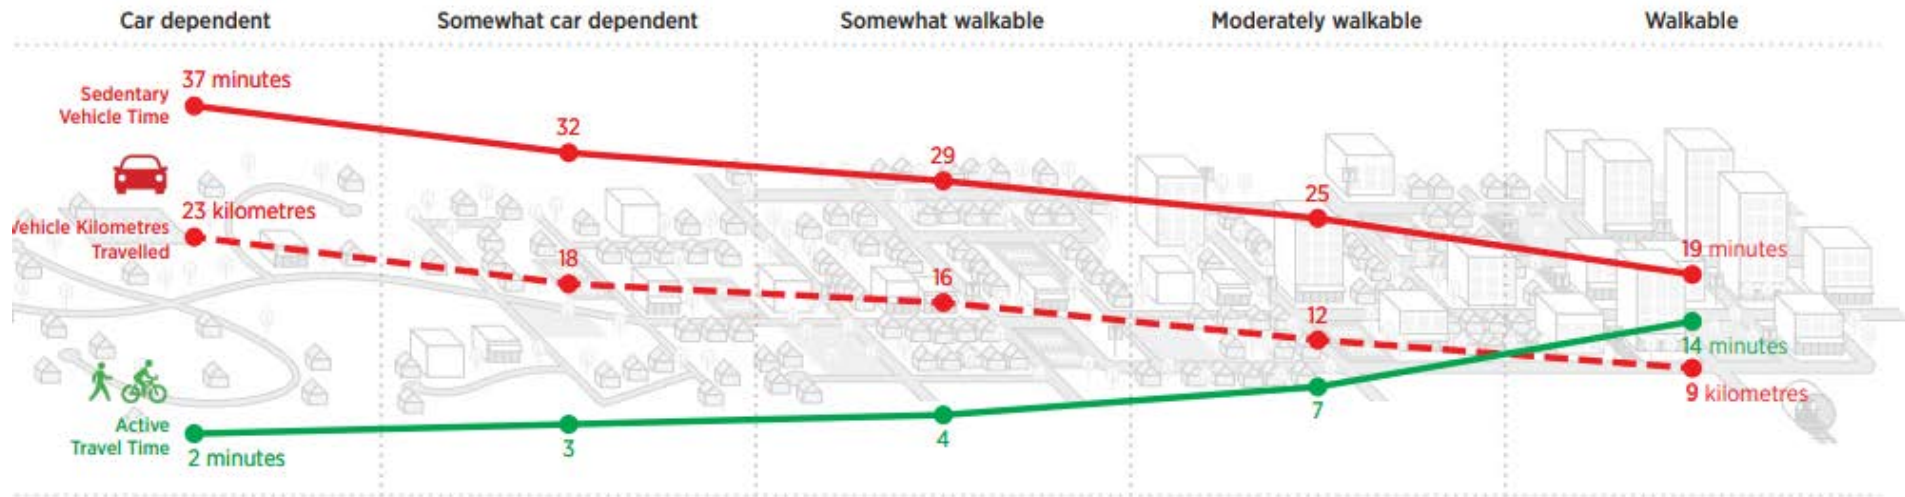 Car dependent
Somewhat car dependent
Somewhat walkable
Moderately walkable
Walkable
Sedentary
Vehicle Time
37 minutes
32
29
25
19 minutes
Vehicle Kilometres
Travelled
23 kilometres
18
16
12
9 kilometres
Active
Travel Time
2 minutes
3
4
7
14 minutes